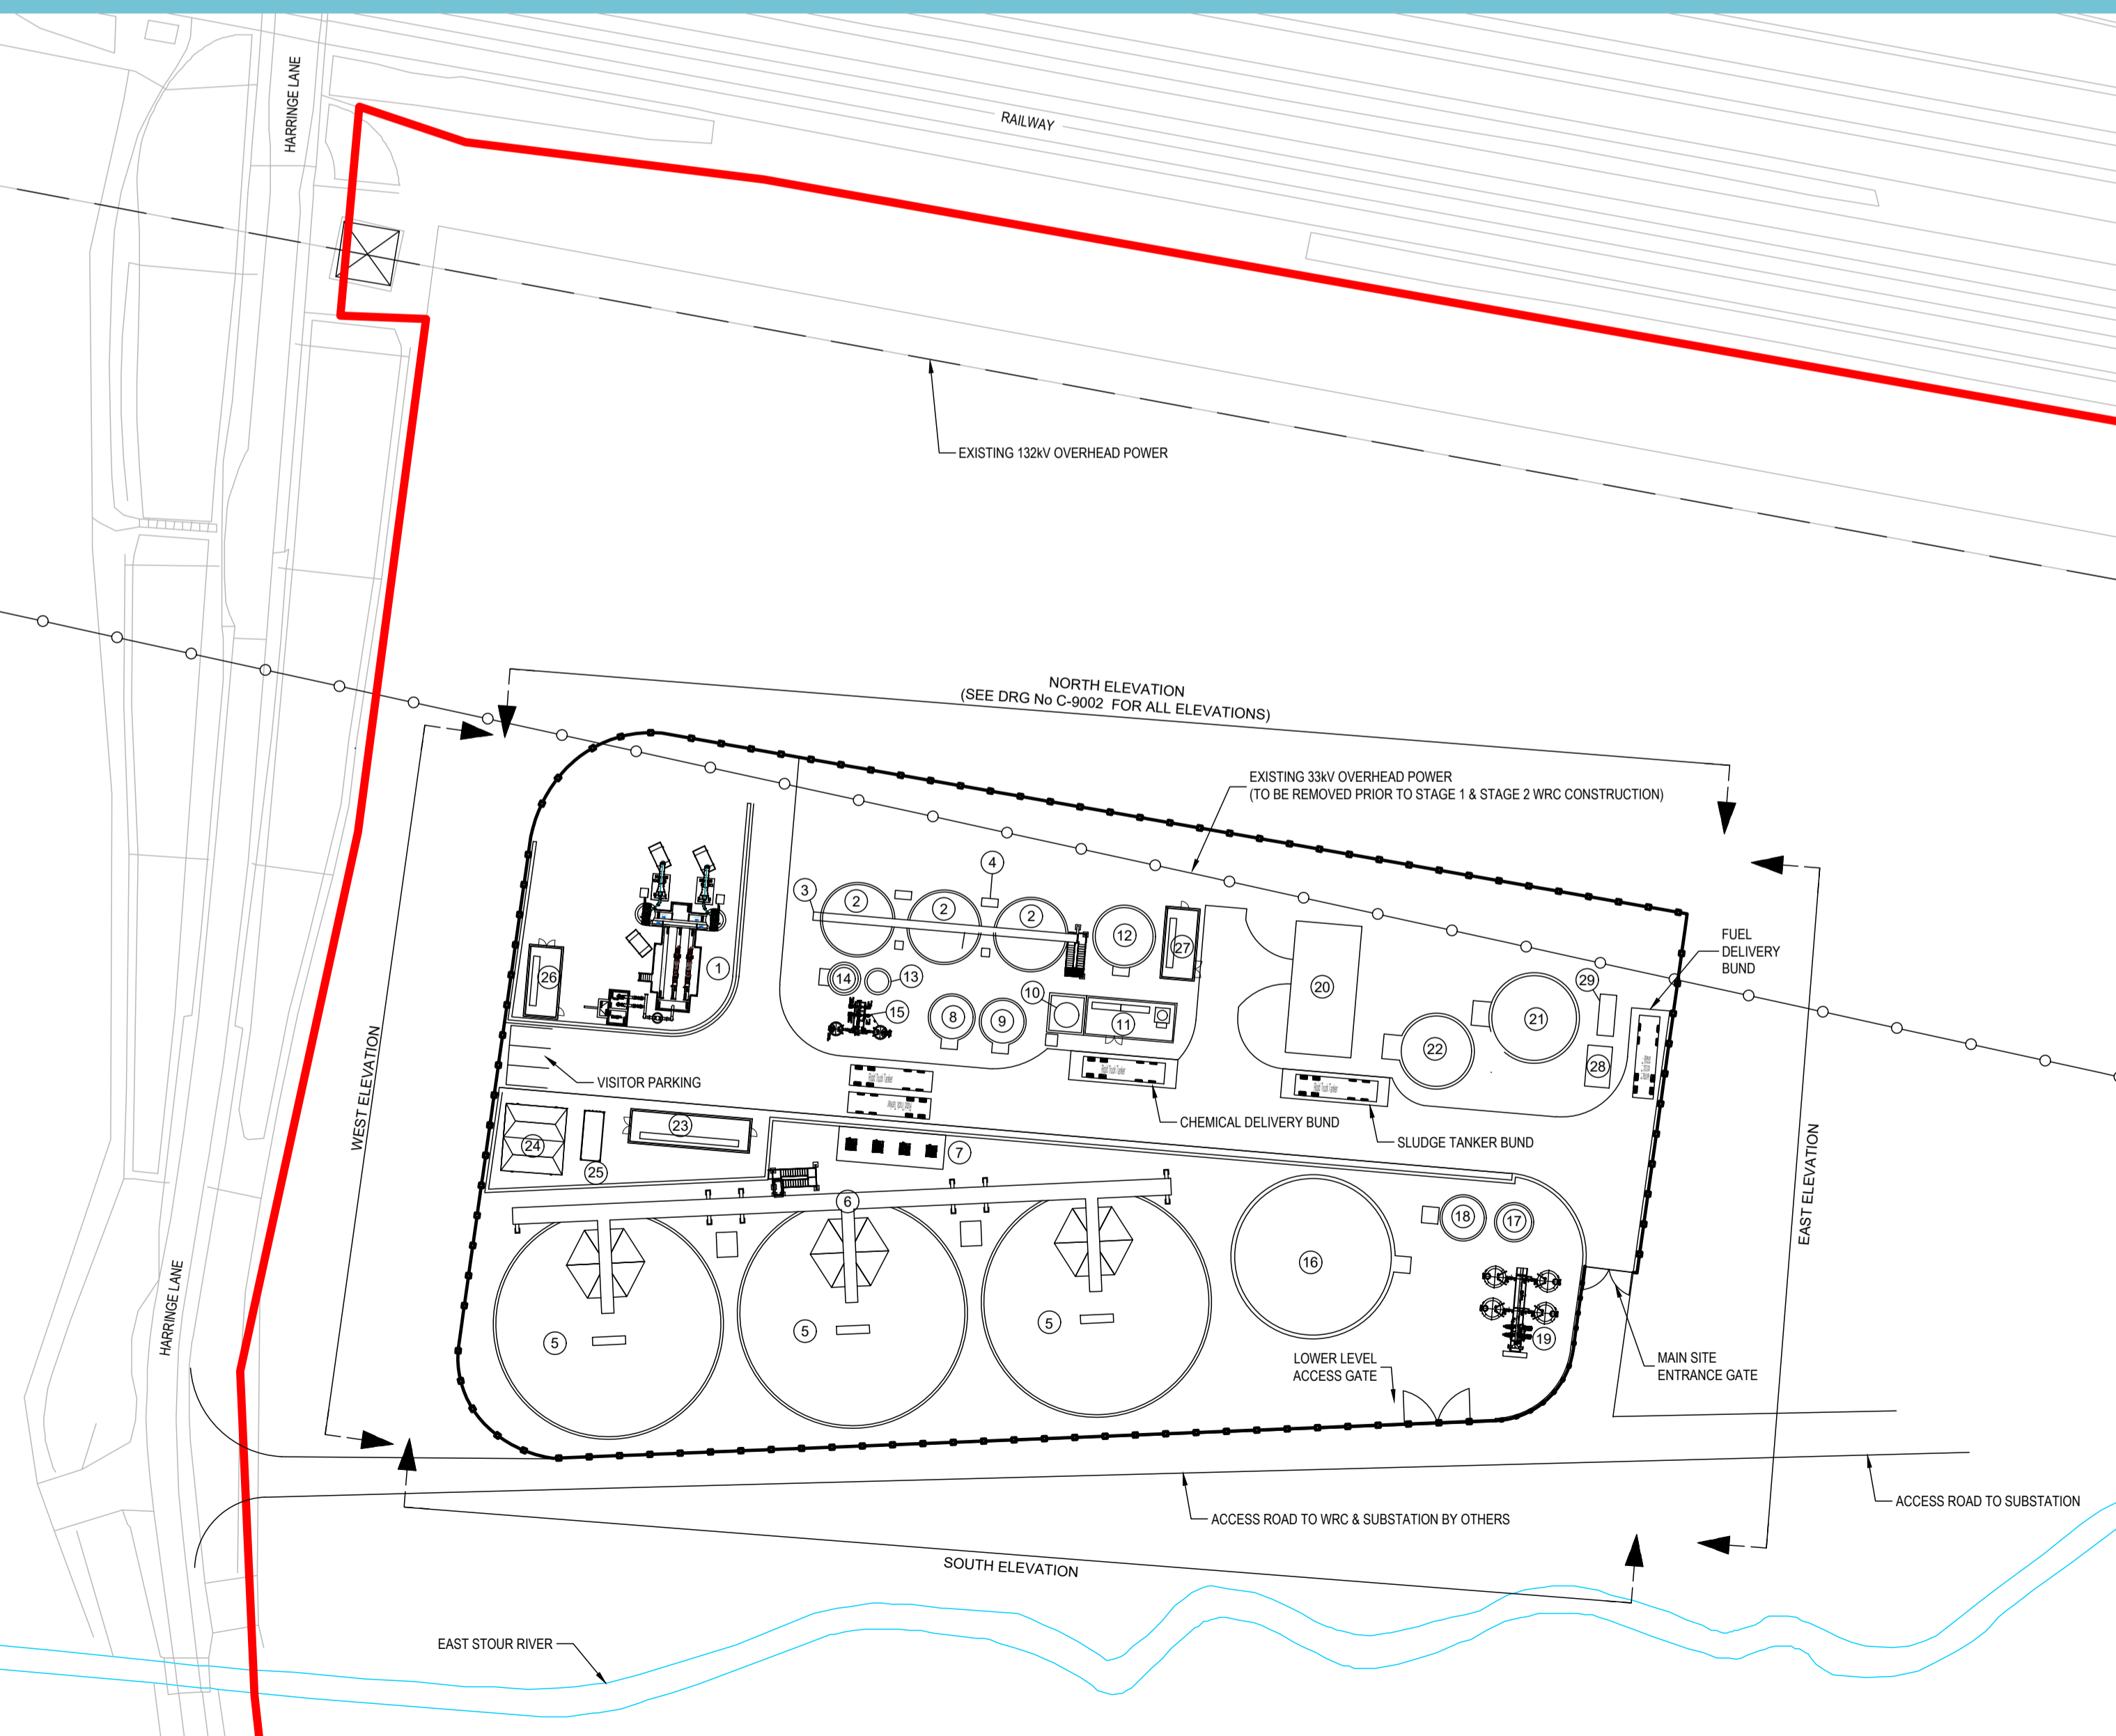 HARRINGE LANE
RAILWAY
EXISTING 132kV OVERHEAD POWER
NORTH ELEVATION
(SEE DRG No C-9002 FOR ALL ELEVATIONS)
EXISTING 33kV OVERHEAD POWER
(TO BE REMOVED PRIOR TO STAGE 1 & STAGE 2 WRC CONSTRUCTION)
4
3
2
2
2
12
27
FUEL
DELIVERY
BUND
1
26
14
13
10
20
29
15
8
9
11
21
22
28
VISITOR PARKING
WEST ELEVATION
CHEMICAL DELIVERY BUND
SLUDGE TANKER BUND
EAST ELEVATION
24
25
23
7
6
18
17
16
5
5
5
19
LOWER LEVEL
ACCESS GATE
MAIN SITE
ENTRANCE GATE
HARRINGE LANE
ACCESS ROAD TO SUBSTATION
ACCESS ROAD TO WRC & SUBSTATION BY OTHERS
SOUTH ELEVATION
EAST STOUR RIVER